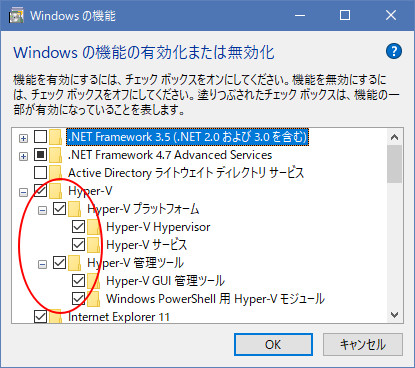 Windows の機能
Windows の機能の有効化または無効化
機能を有効にするには、チェック ボックスをオンにしてください。機能を無効にするに
は、チェック ボックスをオフにしてください。塗りつぶされたチェック ボックスは、機能の一
部が有効になっていることを表します。
.NET Framework 3.5 (.NET 2.0 および 3.0 を含む)
.NET Framework 4.7 Advanced Services
Active Directory ライトウェイト ディレクトリ サービス
Hyper-V
Hyper-V プラットフォーム
Hyper-V Hypervisor
Hyper-V サービス
Hyper-V 管理ツール
Hyper-V GUI 管理ツール
Windows PowerShell 用 Hyper-V モジュール
Internet Explorer 11
OK
キャンセル